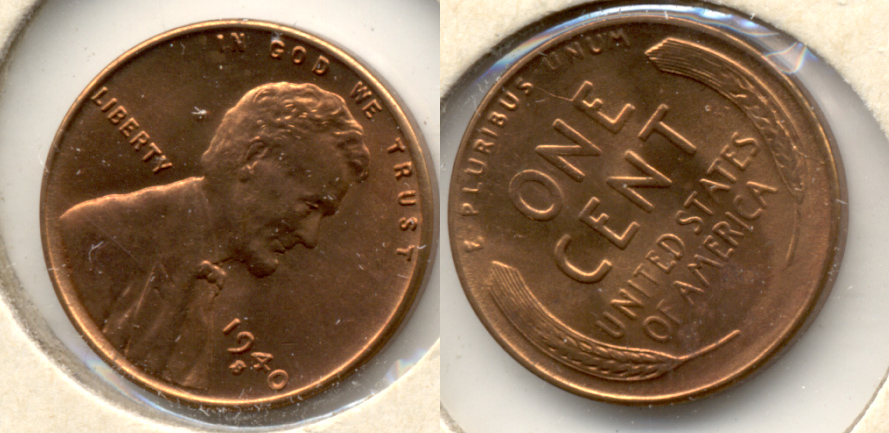 IN GOD WE TRUST
LIBERTY
1940
S
E PLURIBUS UNUM
ONE
CENT
UNITED STATES
OF AMERICA